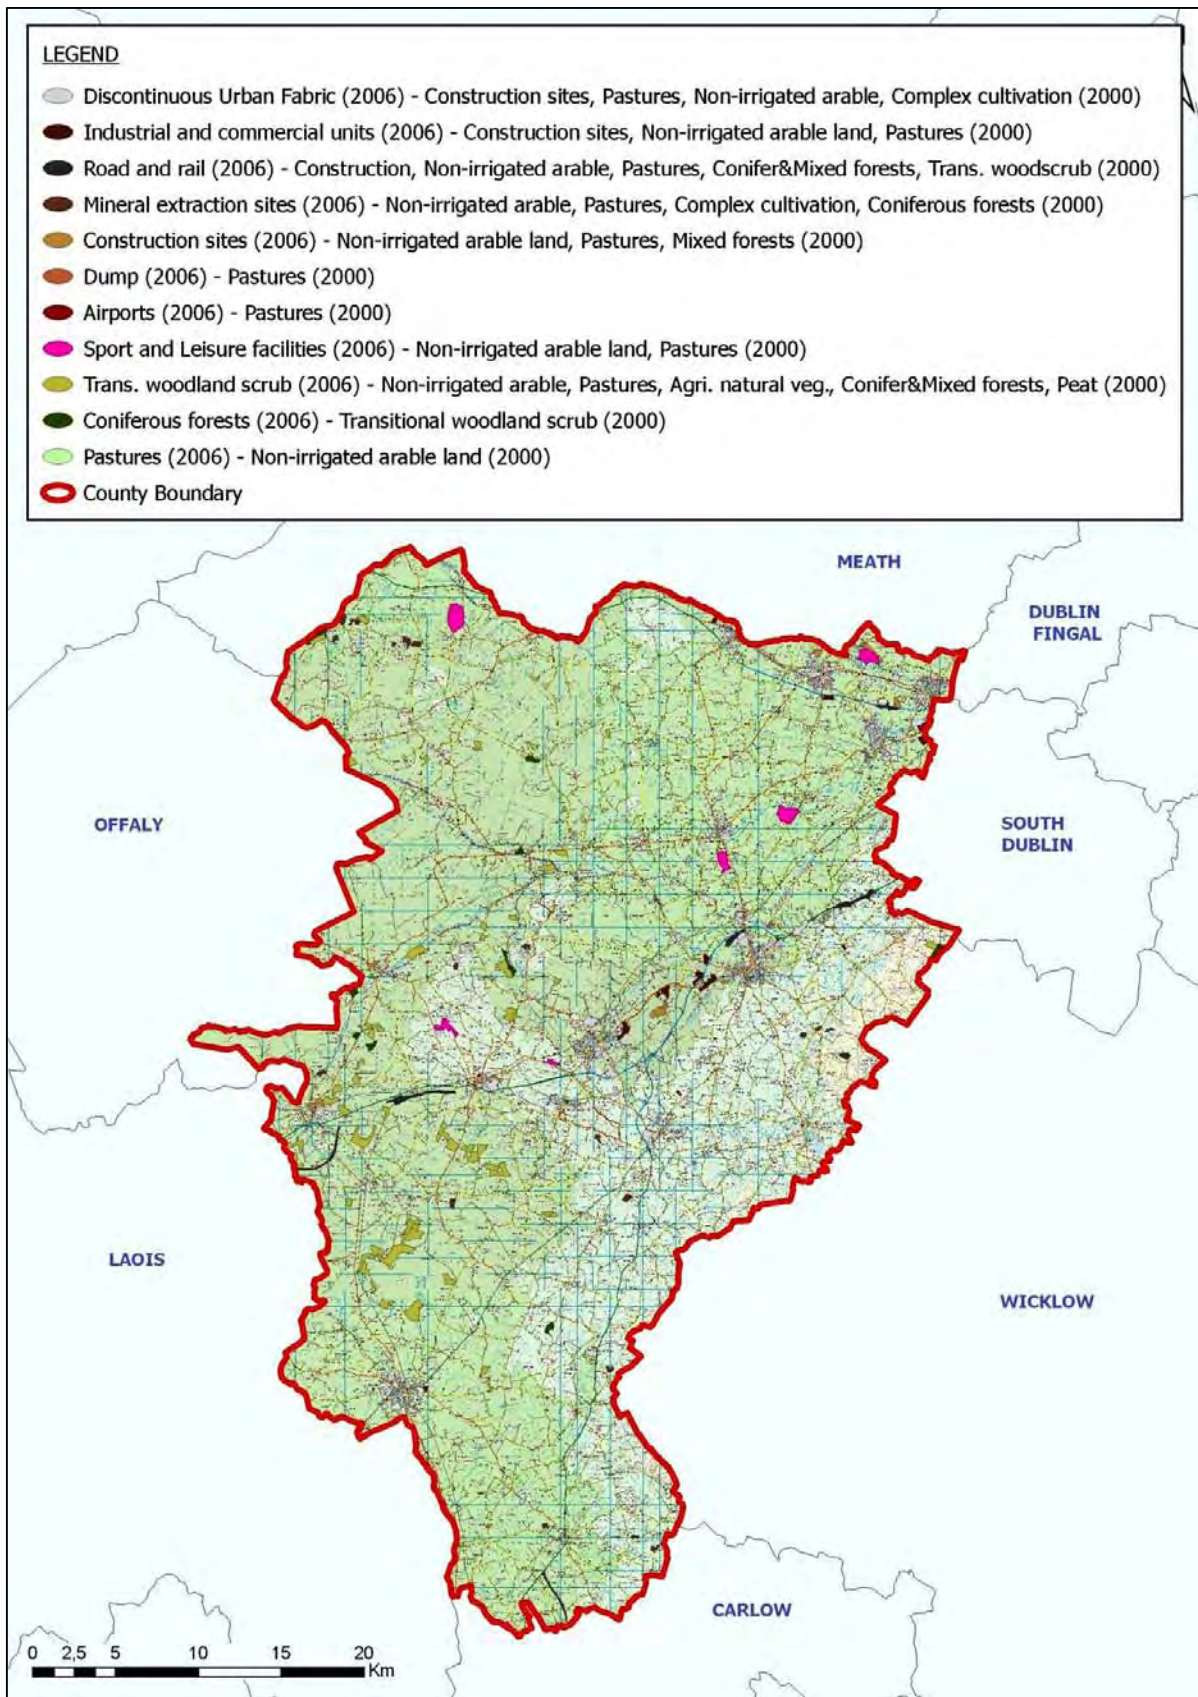 LEGEND
Discontinuous Urban Fabric (2006) - Construction sites, Pastures, Non-irrigated arable, Complex cultivation (2000)
Industrial and commercial units (2006) - Construction sites, Non-irrigated arable land, Pastures (2000)
Road and rail (2006) - Construction, Non-irrigated arable, Pastures, Conifer&Mixed forests, Trans. woodscrub (2000)
Mineral extraction sites (2006) - Non-irrigated arable, Pastures, Complex cultivation, Coniferous forests (2000)
Construction sites (2006) - Non-irrigated arable land, Pastures, Mixed forests (2000)
Dump (2006) - Pastures (2000)
Airports (2006) - Pastures (2000)
Sport and Leisure facilities (2006) - Non-irrigated arable land, Pastures (2000)
Trans. woodland scrub (2006) - Non-irrigated arable, Pastures, Agri. natural veg., Conifer&Mixed forests, Peat (2000)
Coniferous forests (2006) - Transitional woodland scrub (2000)
Pastures (2006) - Non-irrigated arable land (2000)
County Boundary
MEATH
DUBLIN
FINGAL
OFFALY
SOUTH
DUBLIN
LAOIS
WICKLOW
CARLOW
0 2,5 5 10 15 20
Km